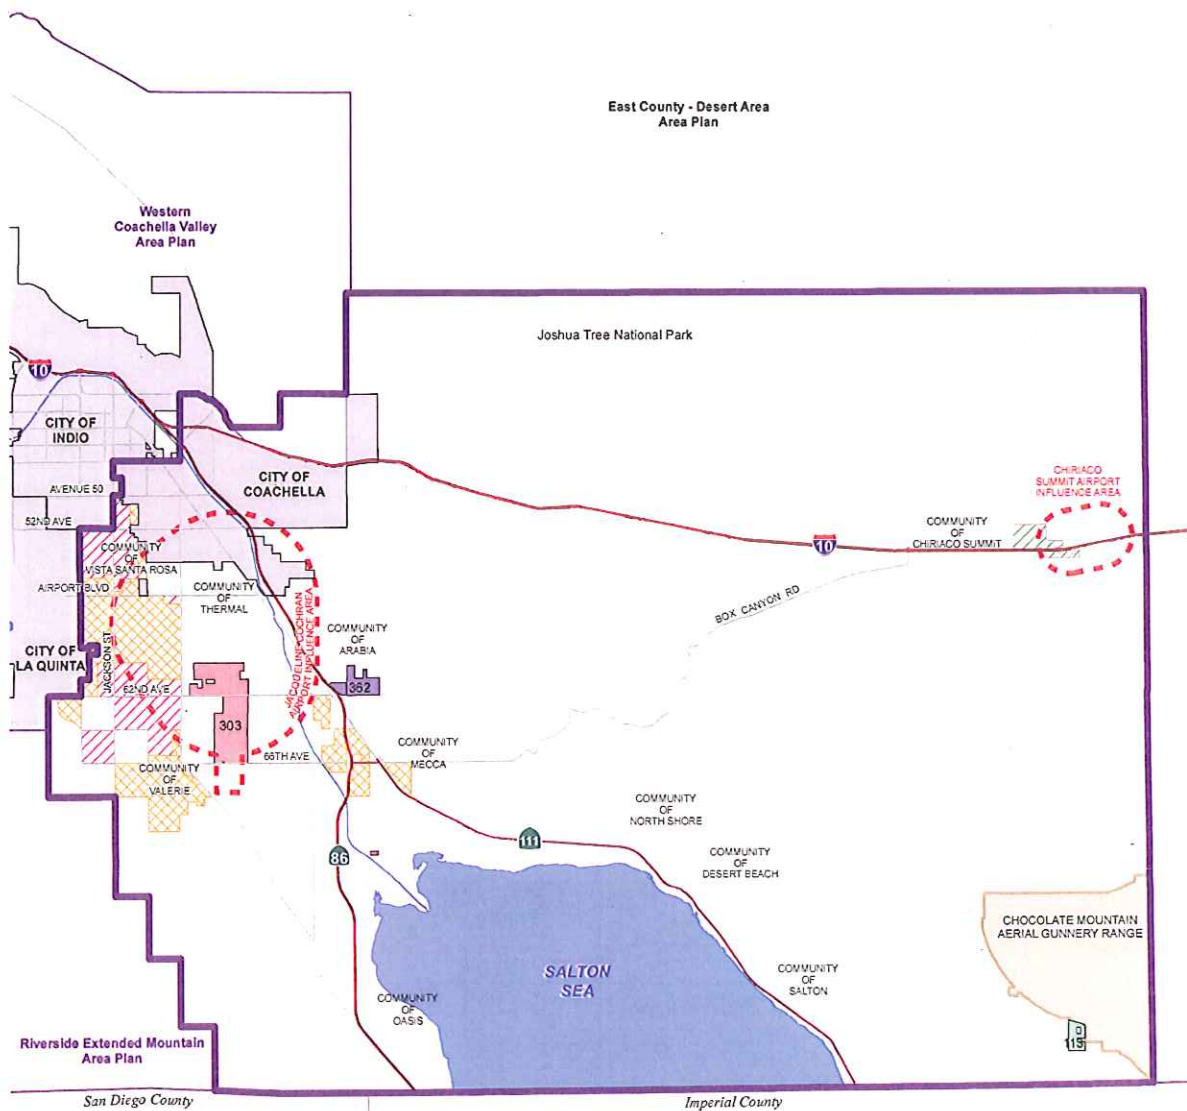 East County - Desert Area
Area Plan
Western
Coachella Valley
Area Plan
Joshua Tree National Park
10
CITY OF
INDIO
CITY OF
COACHELLA
AVENUE 50
52ND AVE
CHIRIACO
SUMMIT AIRPORT
INFLUENCE AREA
COMMUNITY
OF
CHIRIACO SUMMIT
10
COMMUNITY
OF
VISTA SANTA ROSA
AIRPORT BLVD
COMMUNITY
OF
THERMAL
BOX CANYON RD
JACQUELINE COCHRAN
AIRPORT INFLUENCE AREA
COMMUNITY
OF
ARABIA
CITY OF
LA QUINTA
JACKSON ST
62ND AVE
362
303
66TH AVE
COMMUNITY
OF
MECCA
COMMUNITY
OF
VALERIE
COMMUNITY
OF
NORTH SHORE
111
86
COMMUNITY
OF
DESERT BEACH
CHOCOLATE MOUNTAIN
AERIAL GUNNERY RANGE
SALTON
SEA
COMMUNITY
OF
SALTON
COMMUNITY
OF
OASIS
113
Riverside Extended Mountain
Area Plan
San Diego County
Imperial County